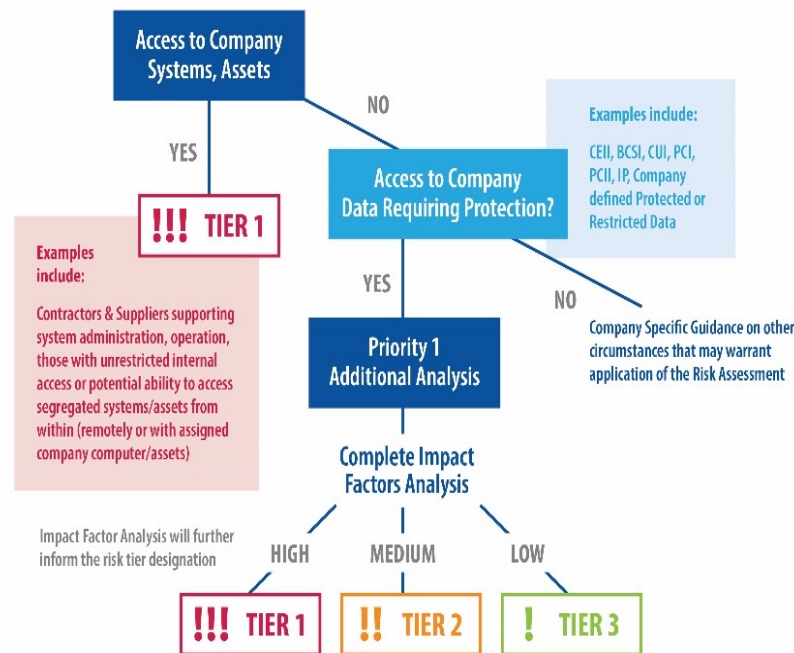 Access to Company
Systems, Assets
NO
YES
Examples include:
CEII, BCSI, CUI, PCI,
PCII, IP, Company
defined Protected or
Restricted Data
Access to Company
Data Requiring Protection?
!!! TIER 1
Examples
include:
Contractors & Suppliers supporting
system administration, operation,
those with unrestricted internal
access or potential ability to access
segregated systems/assets from
within (remotely or with assigned
company computer/assets)
YES
NO
Priority 1
Additional Analysis
Company Specific Guidance on other
circumstances that may warrant
application of the Risk Assessment
Complete Impact
Factors Analysis
Impact Factor Analysis will further
inform the risk tier designation
HIGH
MEDIUM
LOW
!!! TIER 1
!! TIER 2
! TIER 3